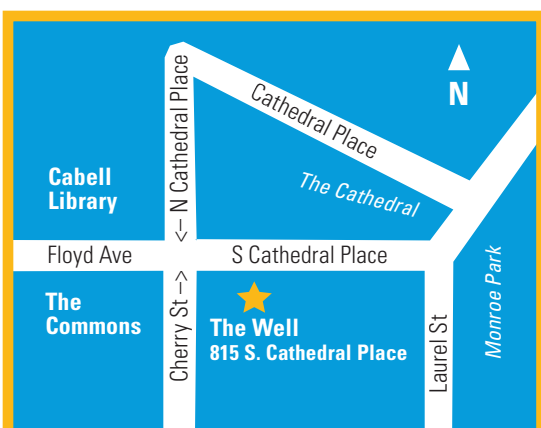 N
<– N Cathedral Place
Cathedral Place
Cabell
Library
The Cathedral
Floyd Ave
S Cathedral Place
Monroe Park
The
Commons
Cherry St –>
The Well
815 S. Cathedral Place
Laurel St